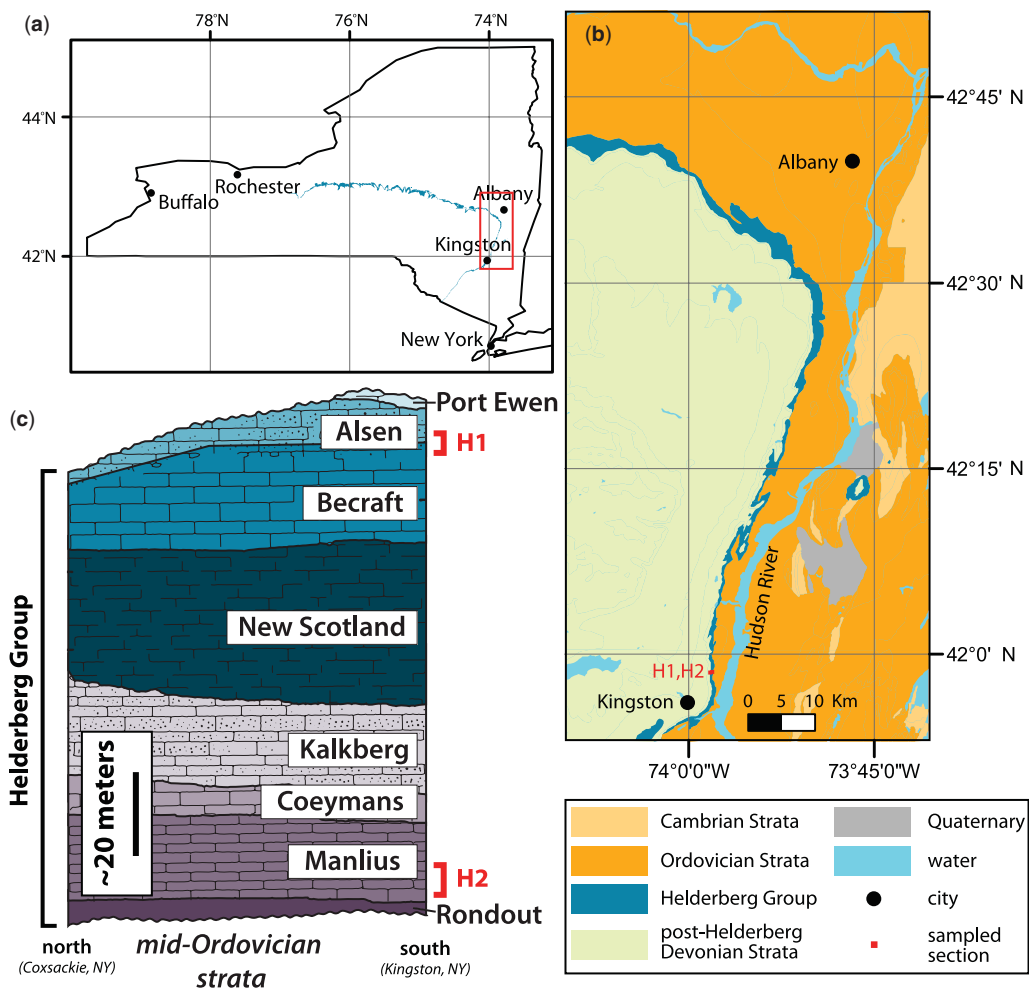 (a)
78°N
76°N
74°N
44°N
42°N
Buffalo
Rochester
Albany
Kingston
New York
(b)
42°45' N
42°30' N
42°15' N
42°0' N
74°0'0"W
73°45'0"W
Albany
Hudson River
H1,H2
Kingston
0 5 10 Km
(c)
Port Ewen
Alsen
H1
Becraft
New Scotland
Kalkberg
Coeymans
Manlius
H2
Rondout
Helderberg Group
~20 meters
north
(Coxsackie, NY)
mid-Ordovician
strata
south
(Kingston, NY)
Cambrian Strata
Ordovician Strata
Helderberg Group
post-Helderberg
Devonian Strata
Quaternary
water
city
sampled
section